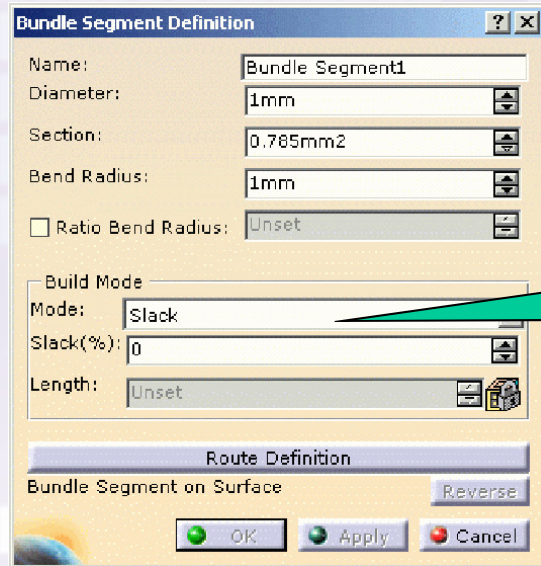 Bundle Segment Definition ? X
Name: Bundle Segment1
Diameter: 1mm
Section: 0.785mm2
Bend Radius: 1mm
Ratio Bend Radius: Unset
Build Mode
Mode: Slack
Slack(%): 0
Length: Unset
Route Definition
Bundle Segment on Surface Reverse
OK Apply Cancel